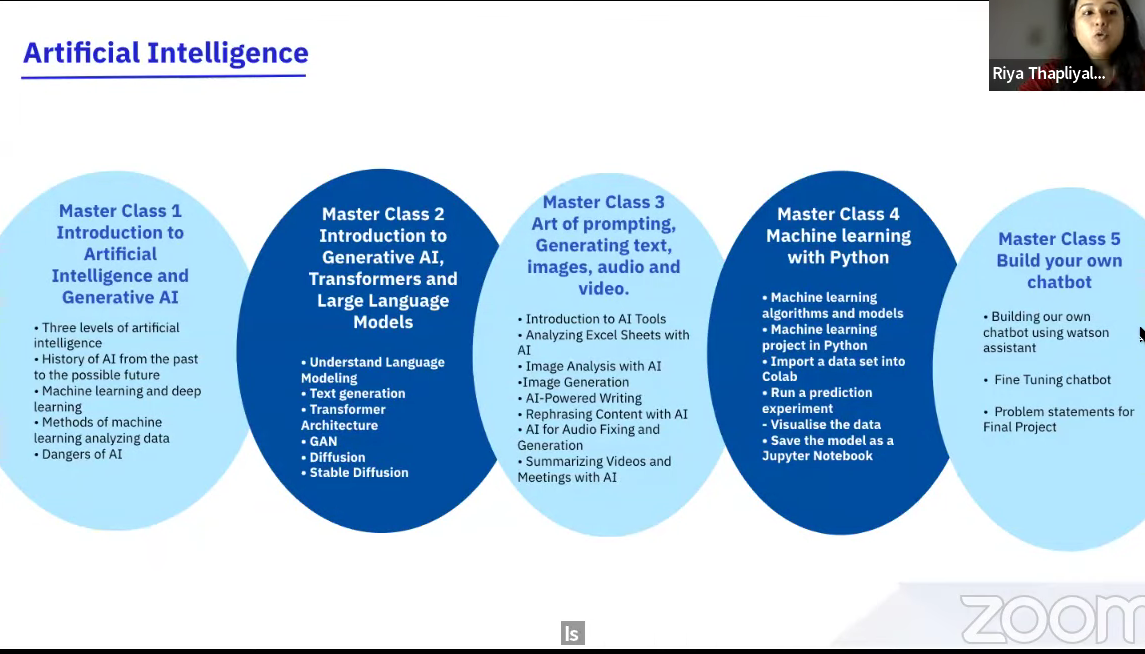 Artificial Intelligence
Riya Thapliyal...
Master Class 1
Introduction to
Artificial
Intelligence and
Generative AI
• Three levels of artificial
intelligence
• History of AI from the past
to the possible future
• Machine learning and deep
learning
• Methods of machine
learning analyzing data
• Dangers of AI
Master Class 2
Introduction to
Generative AI,
Transformers and
Large Language
Models
• Understand Language
Modeling
• Text generation
• Transformer
Architecture
• GAN
• Diffusion
• Stable Diffusion
Master Class 3
Art of prompting,
Generating text,
images, audio and
video.
• Introduction to AI Tools
• Analyzing Excel Sheets with
AI
• Image Analysis with AI
•Image Generation
• AI-Powered Writing
• Rephrasing Content with AI
• AI for Audio Fixing and
Generation
• Summarizing Videos and
Meetings with AI
Master Class 4
Machine learning
with Python
• Machine learning
algorithms and models
• Machine learning
project in Python
• Import a data set into
Colab
• Run a prediction
experiment
- Visualise the data
• Save the model as a
Jupyter Notebook
Master Class 5
Build your own
chatbot
• Building our own
chatbot using watson
assistant
• Fine Tuning chatbot
• Problem statements for
Final Project
Is
zoom